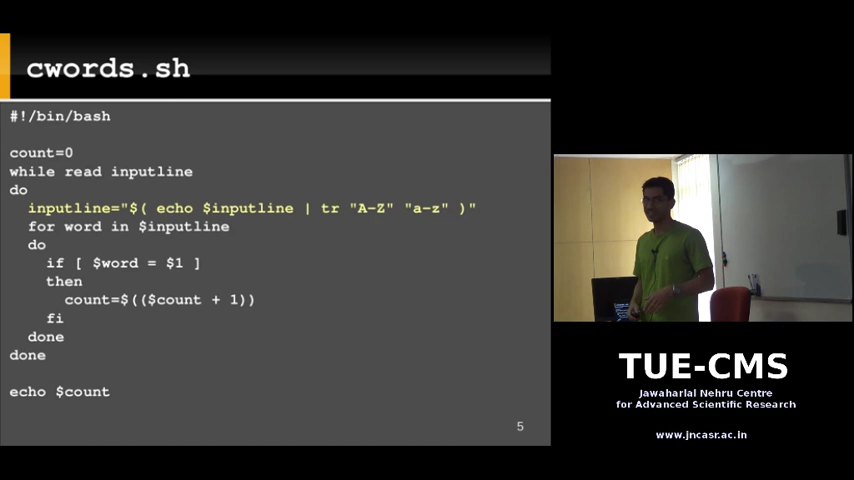 cwords.sh
#!/bin/bash
count=0
while read inputline
do
inputline="$( echo $inputline | tr "A-Z" "a-z" )"
for word in $inputline
do
if [ $word = $1 ]
then
count=$(($count + 1))
fi
done
done
echo $count
5
TUE-CMS
Jawaharlal Nehru Centre
for Advanced Scientific Research
www.jncasr.ac.in